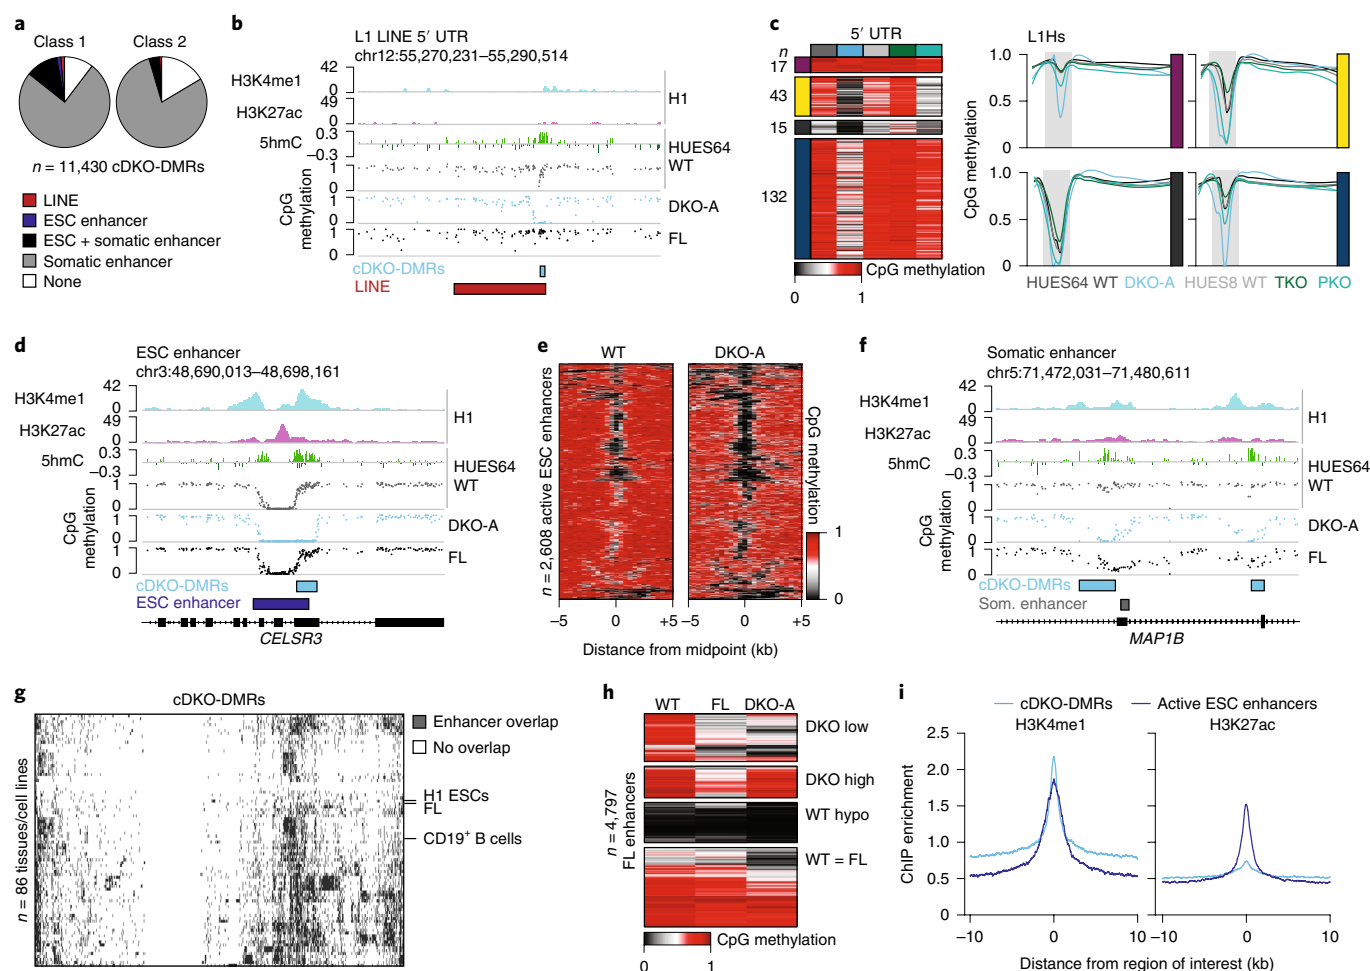 a
Class 1
Class 2
n = 11,430 cDKO-DMRs
LINE
ESC enhancer
ESC + somatic enhancer
Somatic enhancer
None
b
L1 LINE 5′ UTR
chr12:55,270,231–55,290,514
H3K4me1
42
0
H3K27ac
49
0
H1
5hmC
0.3
−0.3
HUES64
WT
1
0
CpG methylation
DKO-A
1
0
FL
1
0
cDKO-DMRs
LINE
c
5′ UTR
n
17
43
15
132
CpG methylation
0
1
L1Hs
CpG methylation
1.0
0.5
0
1.0
0.5
0
HUES64 WT
DKO-A
HUES8 WT
TKO
PKO
d
ESC enhancer
chr3:48,690,013–48,698,161
H3K4me1
42
0
H3K27ac
49
0
H1
5hmC
0.3
−0.3
HUES64
WT
1
0
CpG methylation
DKO-A
1
0
FL
1
0
cDKO-DMRs
ESC enhancer
CELSR3
e
WT
DKO-A
n = 2,608 active ESC enhancers
CpG methylation
1
0
−5
0
+5
−5
0
+5
Distance from midpoint (kb)
f
Somatic enhancer
chr5:71,472,031–71,480,611
H3K4me1
42
0
H3K27ac
49
0
H1
5hmC
0.3
−0.3
HUES64
WT
1
0
CpG methylation
DKO-A
1
0
FL
1
0
cDKO-DMRs
Som. enhancer
MAP1B
g
cDKO-DMRs
n = 86 tissues/cell lines
Enhancer overlap
No overlap
H1 ESCs
FL
CD19+ B cells
h
WT
FL
DKO-A
n = 4,797
FL enhancers
DKO low
DKO high
WT hypo
WT = FL
CpG methylation
0
1
i
cDKO-DMRs
Active ESC enhancers
H3K4me1
H3K27ac
ChIP enrichment
2.5
2.0
1.5
1.0
0.5
0
−10
0
10
−10
0
10
Distance from region of interest (kb)